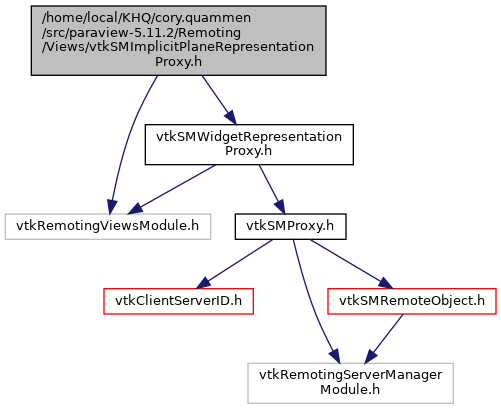 /home/local/KHQ/cory.quammen
/src/paraview-5.11.2/Remoting
/Views/vtkSMImplicitPlaneRepresentation
Proxy.h
vtkSMWidgetRepresentation
Proxy.h
vtkRemotingViewsModule.h
vtkSMProxy.h
vtkClientServerID.h
vtkSMRemoteObject.h
vtkRemotingServerManager
Module.h